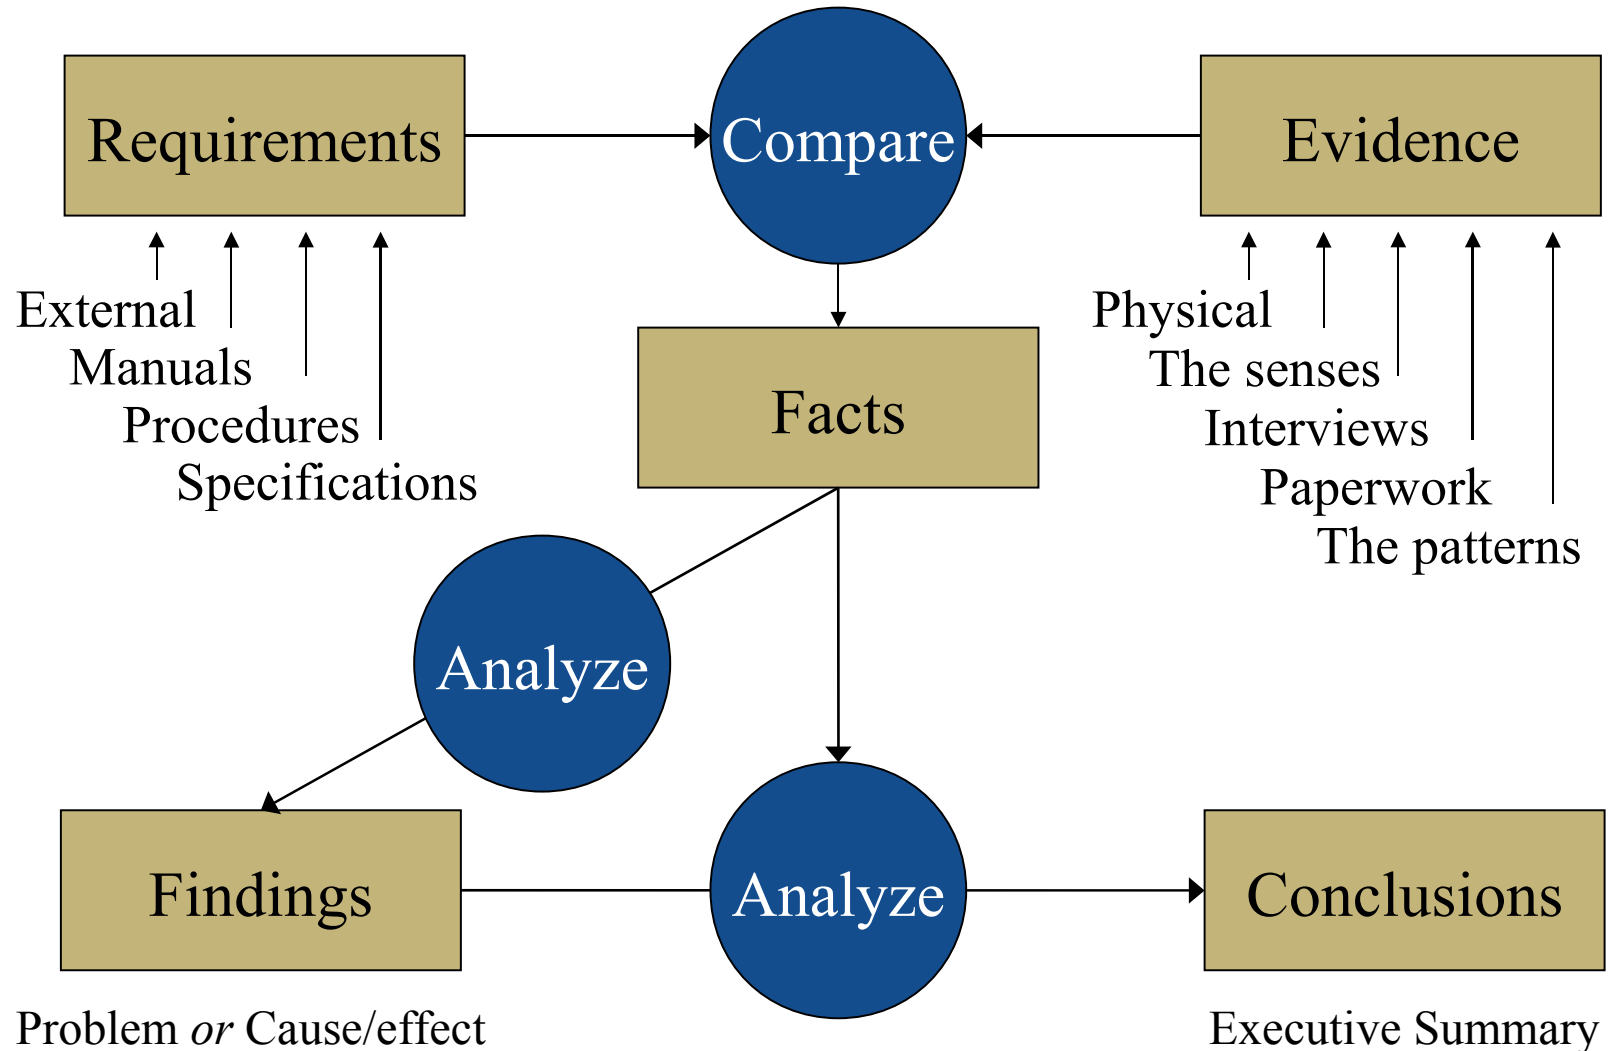 Requirements
Compare
Evidence
External
Manuals
Procedures
Specifications
Physical
The senses
Interviews
Paperwork
The patterns
Facts
Analyze
Findings
Analyze
Conclusions
Problem or Cause/effect
Executive Summary